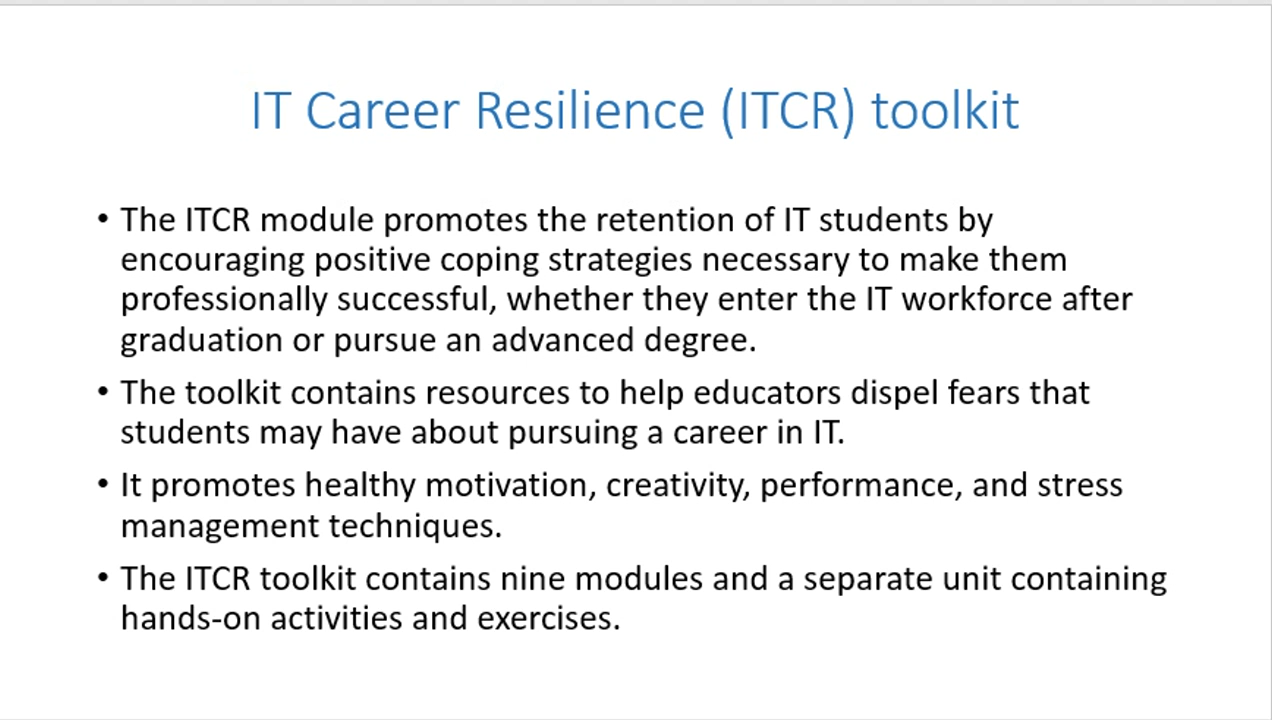 IT Career Resilience (ITCR) toolkit
• The ITCR module promotes the retention of IT students by
encouraging positive coping strategies necessary to make them
professionally successful, whether they enter the IT workforce after
graduation or pursue an advanced degree.
• The toolkit contains resources to help educators dispel fears that
students may have about pursuing a career in IT.
• It promotes healthy motivation, creativity, performance, and stress
management techniques.
• The ITCR toolkit contains nine modules and a separate unit containing
hands-on activities and exercises.